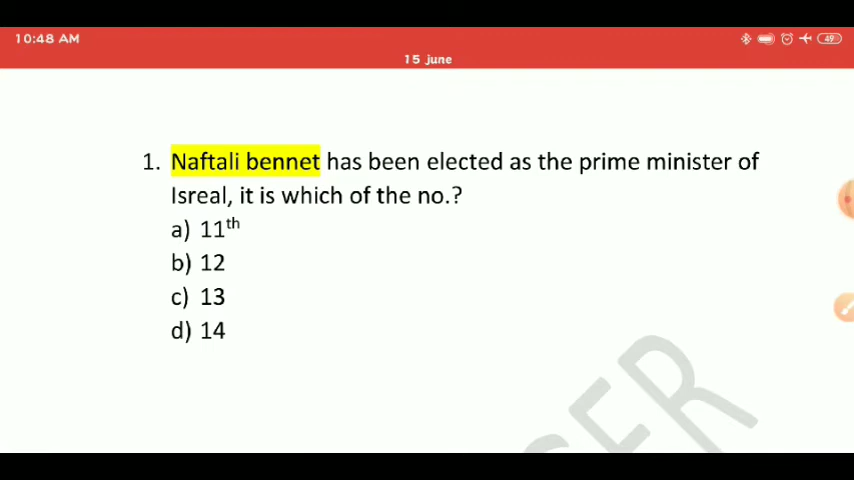 10:48 AM
49
15 june
1. Naftali bennet has been elected as the prime minister of
Isreal, it is which of the no.?
a) 11th
b) 12
c) 13
d) 14